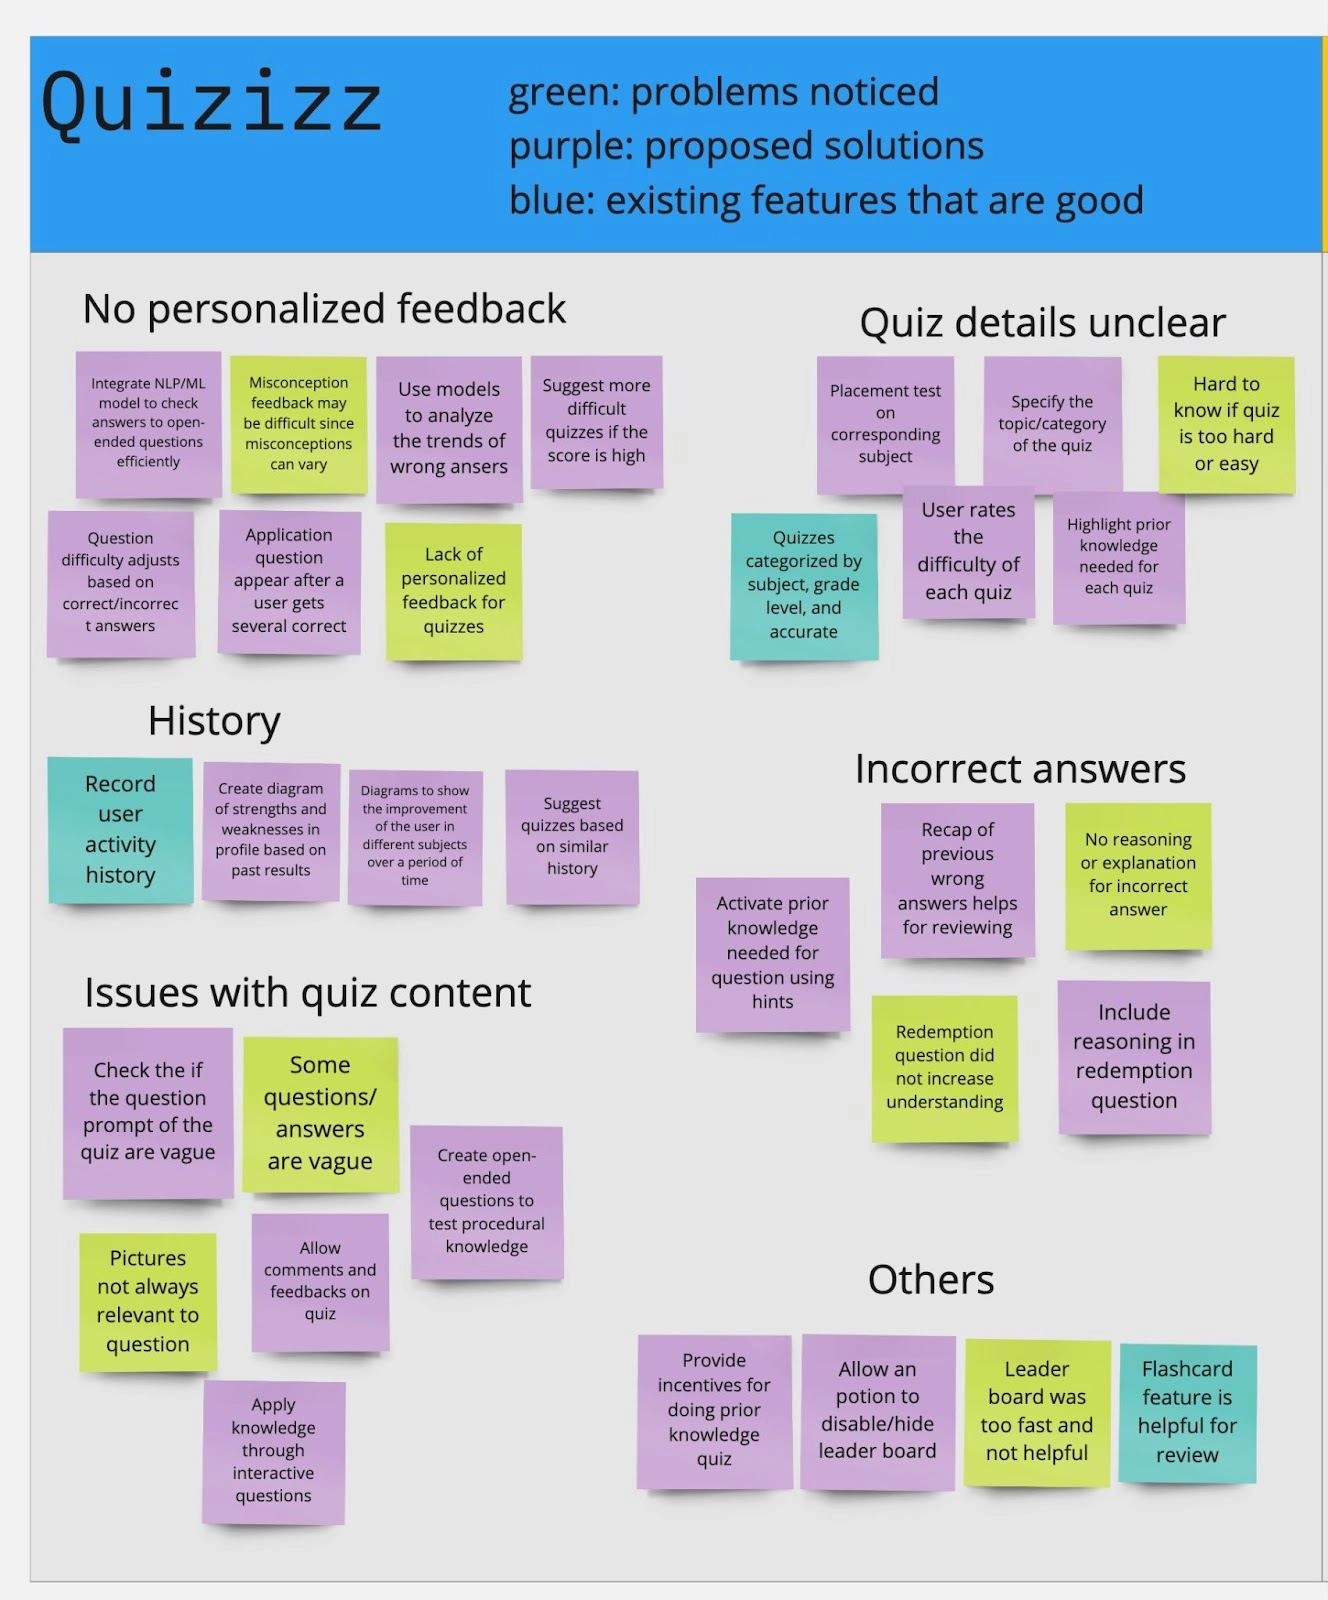 Quizizz
green: problems noticed
purple: proposed solutions
blue: existing features that are good
No personalized feedback
Integrate NLP/ML
model to check
answers to open-
ended questions
efficiently
Misconception
feedback may
be difficult since
misconceptions
can vary
Use models
to analyze
the trends of
wrong ansers
Suggest more
difficult
quizzes if the
score is high
Question
difficulty adjusts
based on
correct/incorrec
t answers
Application
question
appear after a
user gets
several correct
Lack of
personalized
feedback for
quizzes
Quiz details unclear
Placement test
on
corresponding
subject
Specify the
topic/category
of the quiz
Hard to
know if quiz
is too hard
or easy
Quizzes
categorized by
subject, grade
level, and
accurate
User rates
the
difficulty of
each quiz
Highlight prior
knowledge
needed for
each quiz
History
Record
user
activity
history
Create diagram
of strengths and
weaknesses in
profile based on
past results
Diagrams to show
the improvement
of the user in
different subjects
over a period of
time
Suggest
quizzes based
on similar
history
Incorrect answers
Activate prior
knowledge
needed for
question using
hints
Recap of
previous
wrong
answers helps
for reviewing
No reasoning
or explanation
for incorrect
answer
Redemption
question did
not increase
understanding
Include
reasoning in
redemption
question
Issues with quiz content
Check the if
the question
prompt of the
quiz are vague
Some
questions/
answers
are vague
Create open-
ended
questions to
test procedural
knowledge
Pictures
not always
relevant to
question
Allow
comments and
feedbacks on
quiz
Apply
knowledge
through
interactive
questions
Others
Provide
incentives for
doing prior
knowledge
quiz
Allow an
potion to
disable/hide
leader board
Leader
board was
too fast and
not helpful
Flashcard
feature is
helpful for
review